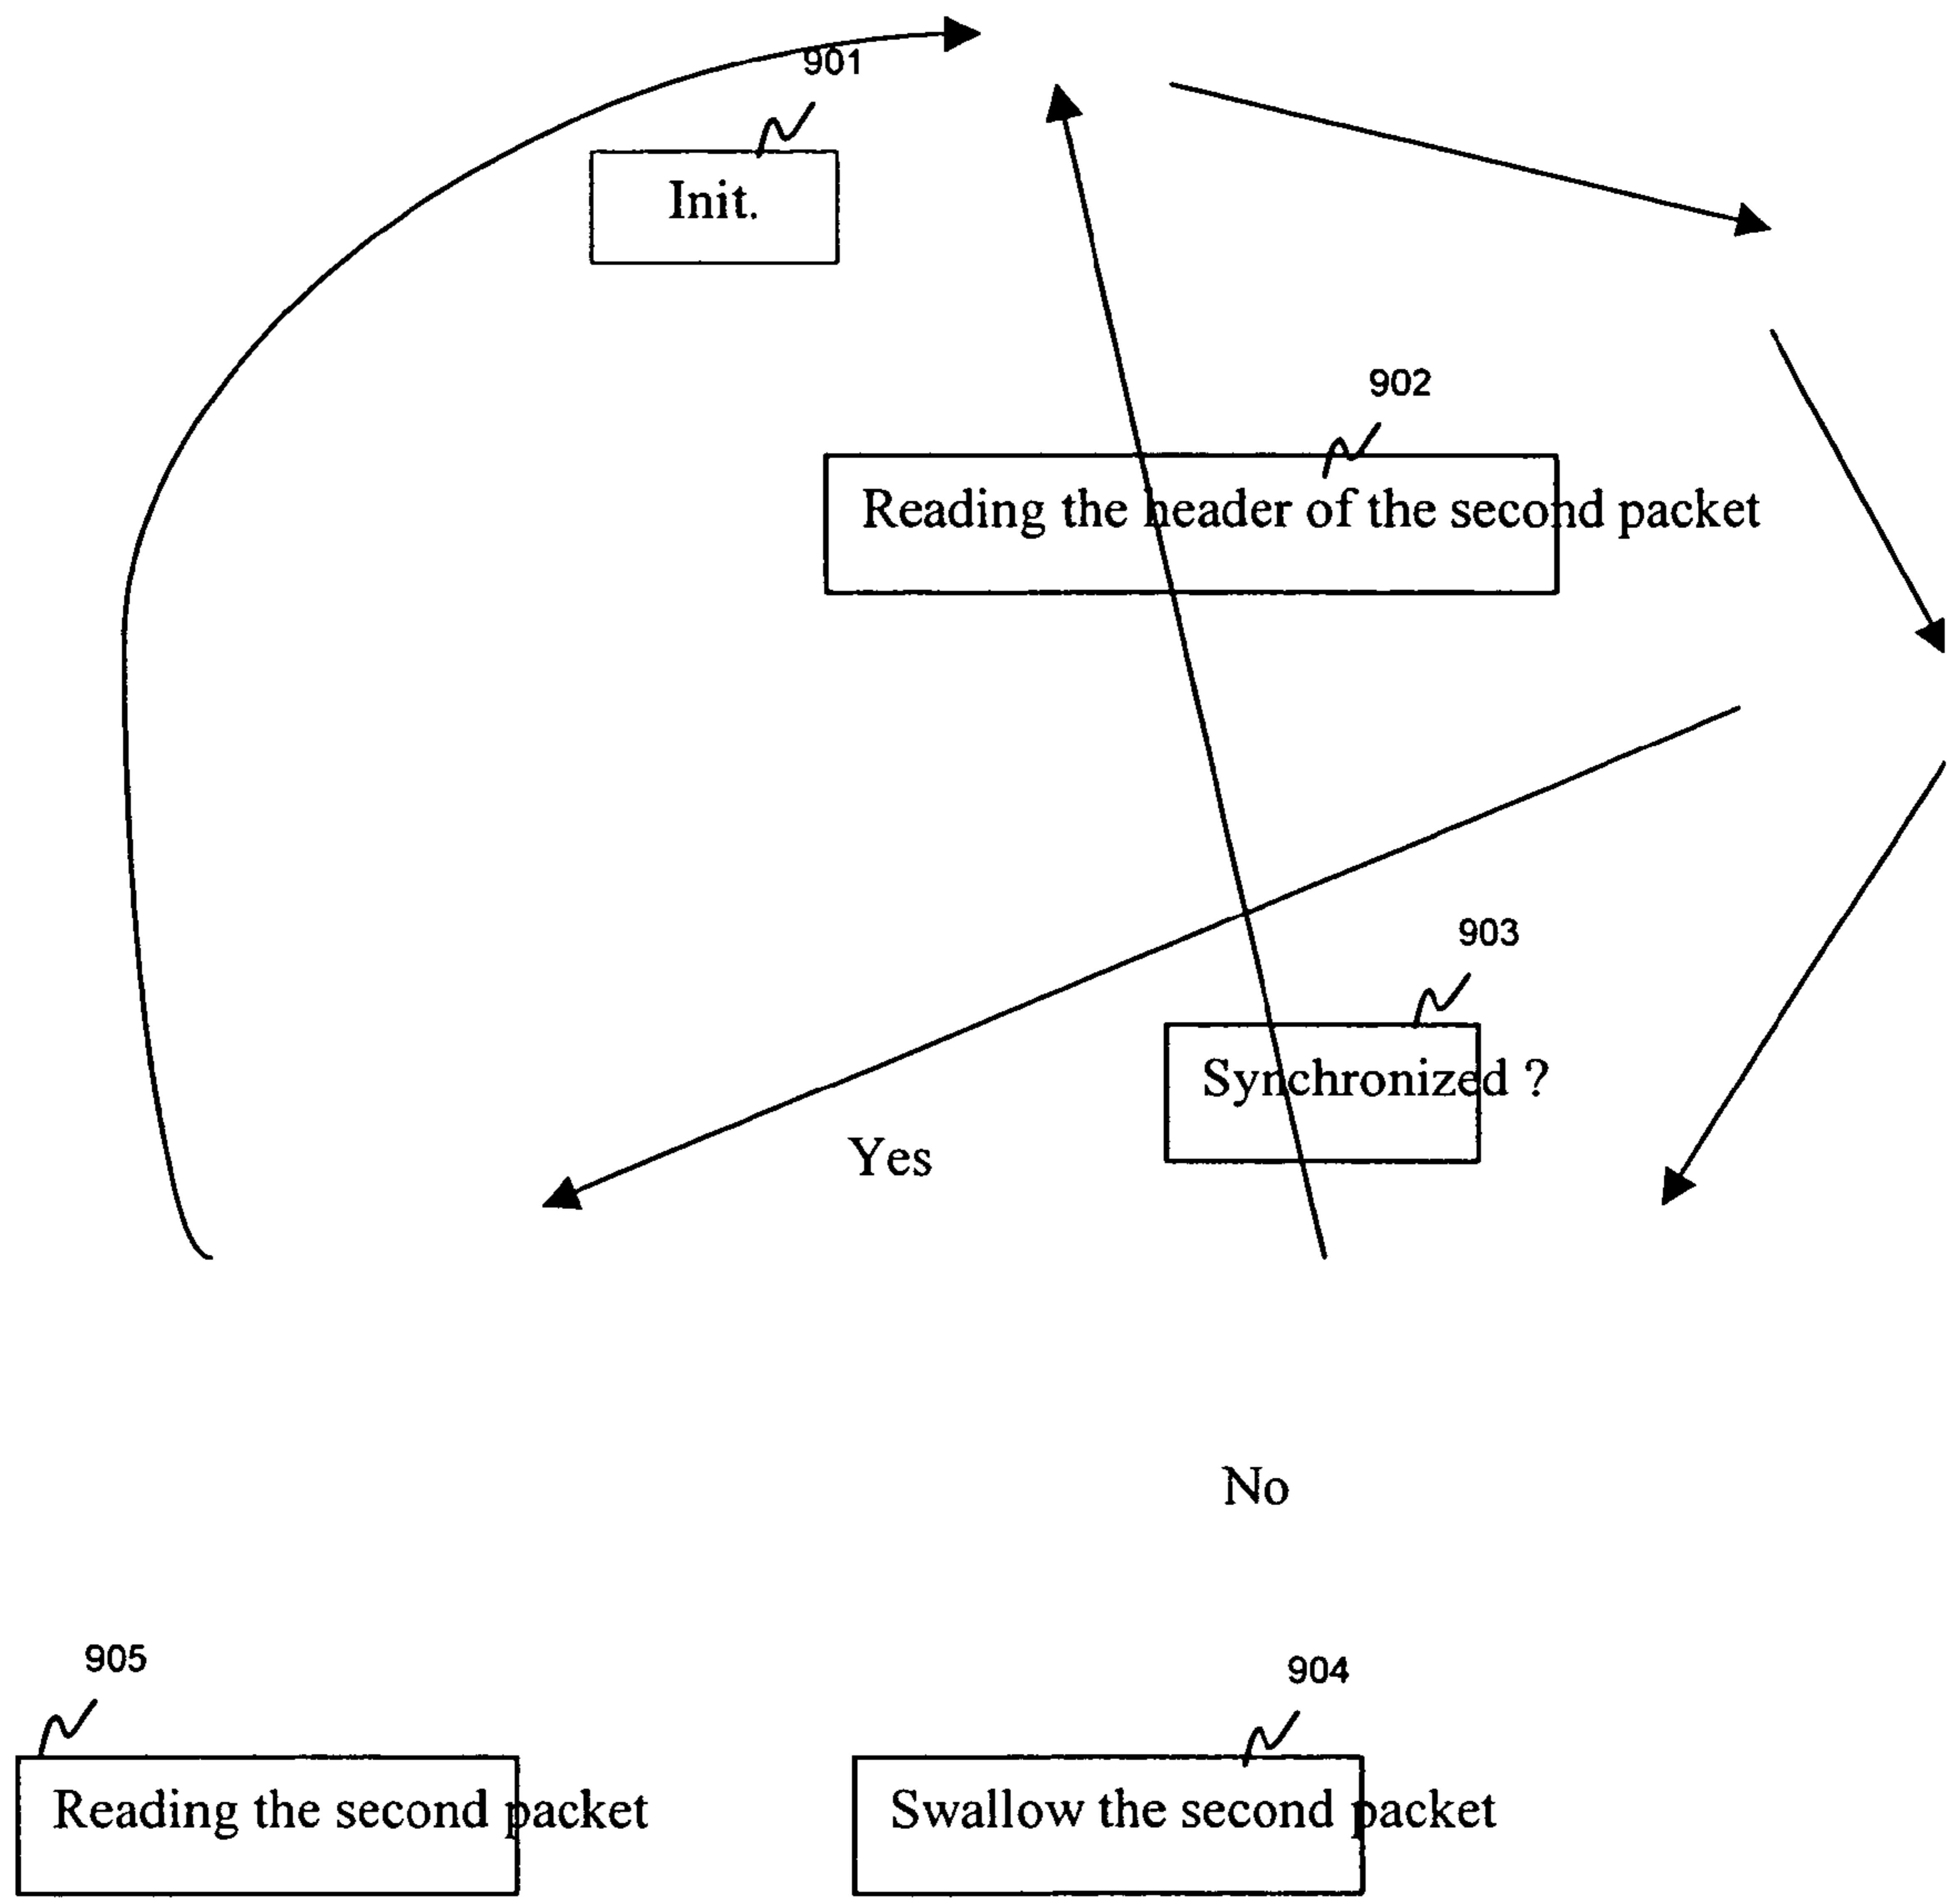 901
Init.
902
Reading the header of the second packet
903
Synchronized ?
Yes
No
905
904
Reading the second packet
Swallow the second packet